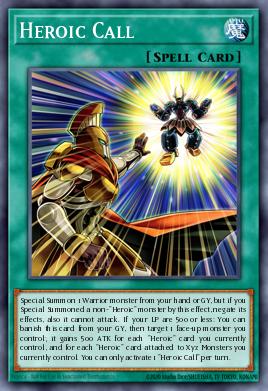 HEROIC CALL
魔
[SPELL CARD]
Special Summon 1 Warrior monster from your hand or GY, but if you
Special Summoned a non-"Heroic" monster by this effect, negate its
effects, also it cannot attack. If your LP are 500 or less: You can
banish this card from your GY, then target 1 face-up monster you
control; it gains 500 ATK for each "Heroic" card you currently
control, and for each "Heroic" card attached to Xyz Monsters you
currently control. You can only activate 1 "Heroic Call" per turn.